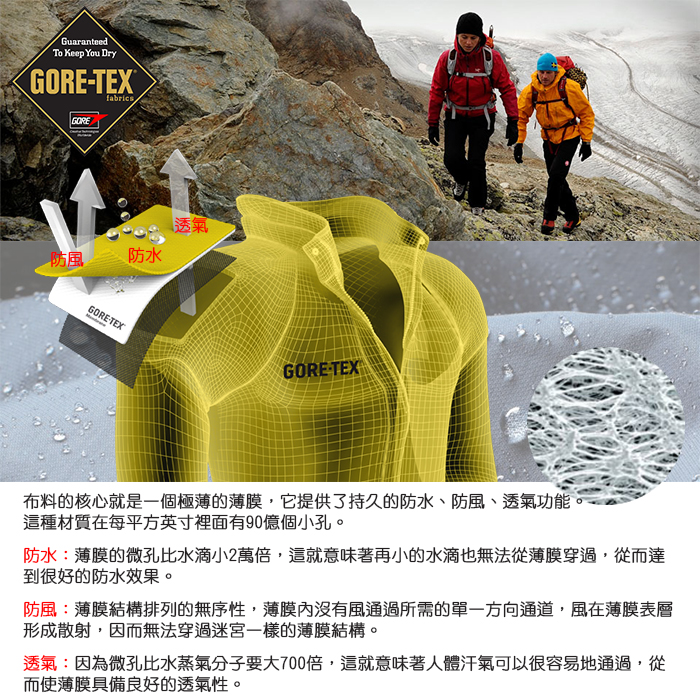 Guaranteed
To Keep You Dry
GORE-TEX®
fabrics
GORE
Creative Technologies
Worldwide
透氣
防風
防水
GORE-TEX
Membrane
GORE-TEX
布料的核心就是一個極薄的薄膜，它提供了持久的防水、防風、透氣功能。
這種材質在每平方英寸裡面有90億個小孔。
防水：薄膜的微孔比水滴小2萬倍，這就意味著再小的水滴也無法從薄膜穿過，從而達
到很好的防水效果。
防風：薄膜結構排列的無序性，薄膜內沒有風通過所需的單一方向通道，風在薄膜表層
形成散射，因而無法穿過迷宮一樣的薄膜結構。
透氣：因為微孔比水蒸氣分子要大700倍，這就意味著人體汗氣可以很容易地通過，從
而使薄膜具備良好的透氣性。